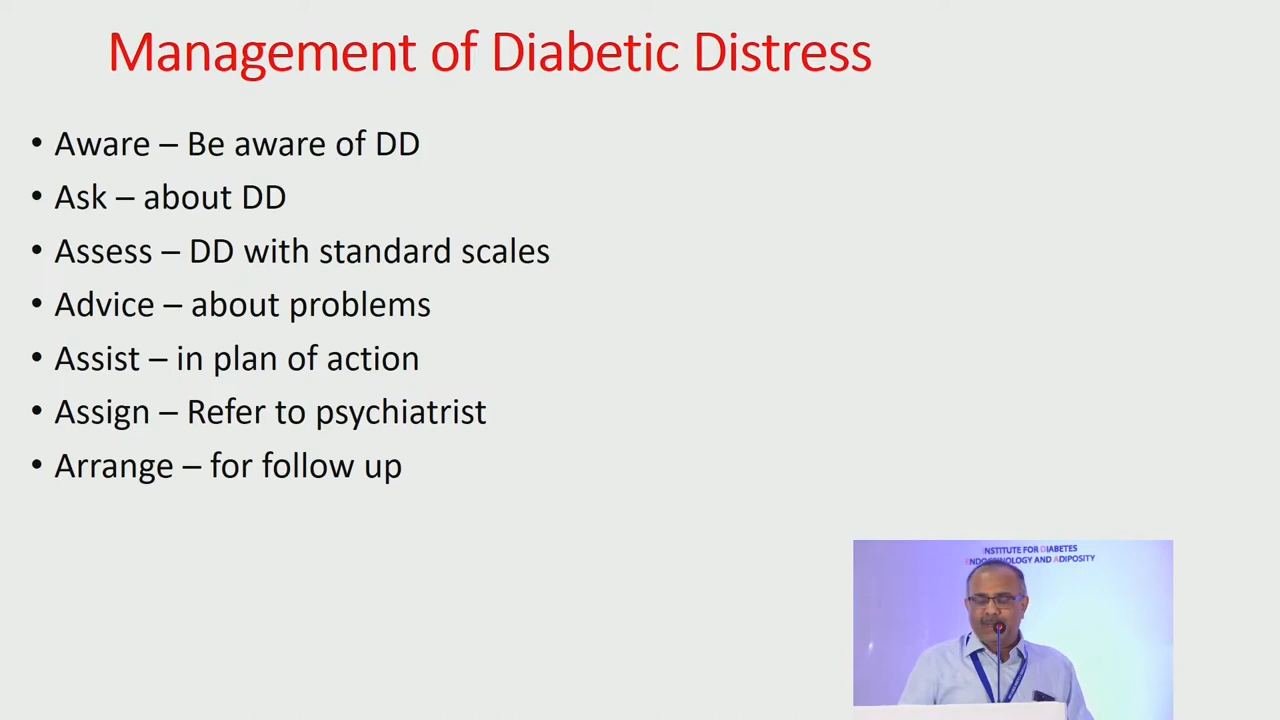 Management of Diabetic Distress
• Aware – Be aware of DD
• Ask – about DD
• Assess – DD with standard scales
• Advice – about problems
• Assist – in plan of action
• Assign – Refer to psychiatrist
• Arrange – for follow up
INSTITUTE FOR DIABETES
ENDOCRINOLOGY AND ADIPOSITY